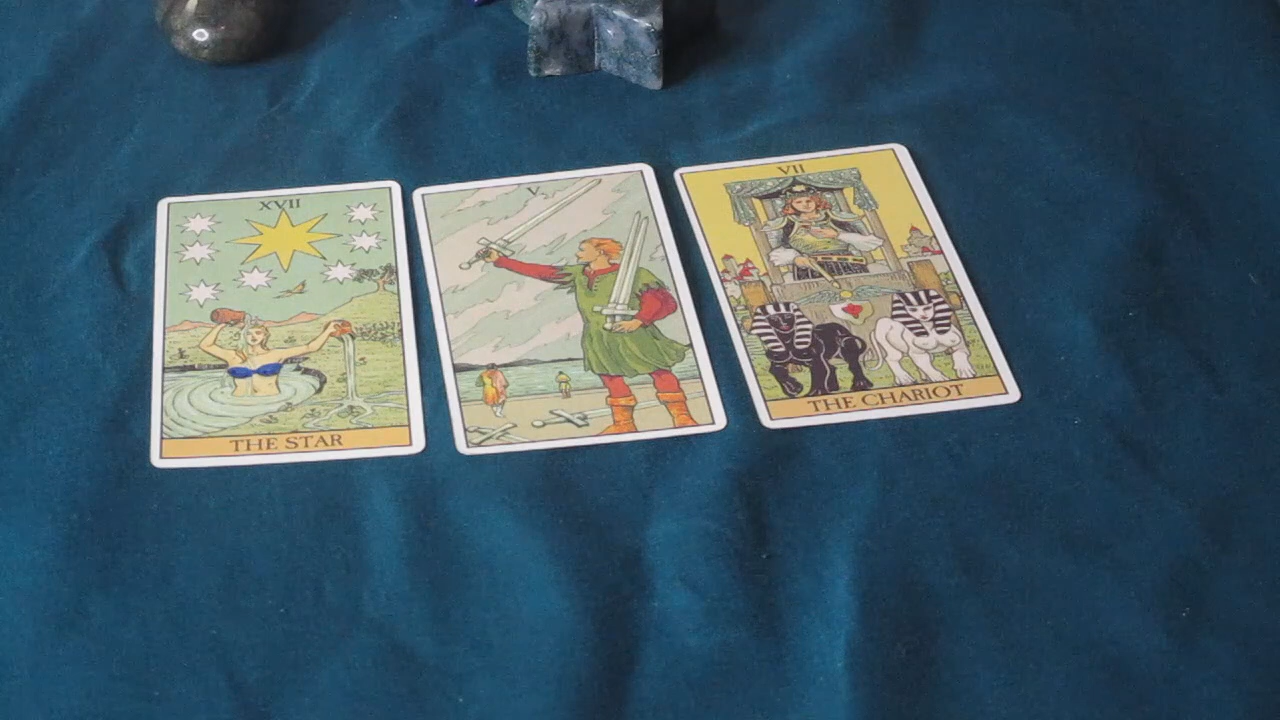 XVII
THE STAR
V
VII
THE CHARIOT